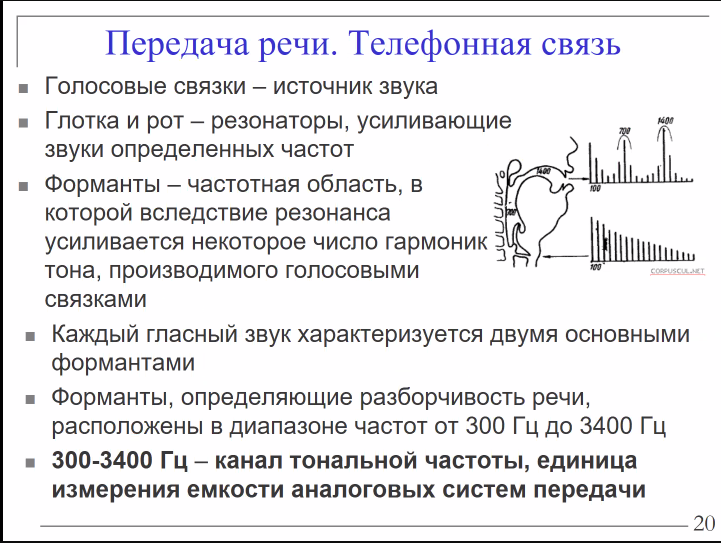 Передача речи. Телефонная связь
Голосовые связки – источник звука
Глотка и рот – резонаторы, усиливающие
звуки определенных частот
Форманты – частотная область, в
которой вследствие резонанса
усиливается некоторое число гармоник
тона, производимого голосовыми
связками
700
1400
1400
100
700
100
CORPUSCUL.NET
Каждый гласный звук характеризуется двумя основными
формантами
Форманты, определяющие разборчивость речи,
расположены в диапазоне частот от 300 Гц до 3400 Гц
300-3400 Гц – канал тональной частоты, единица
измерения емкости аналоговых систем передачи
20